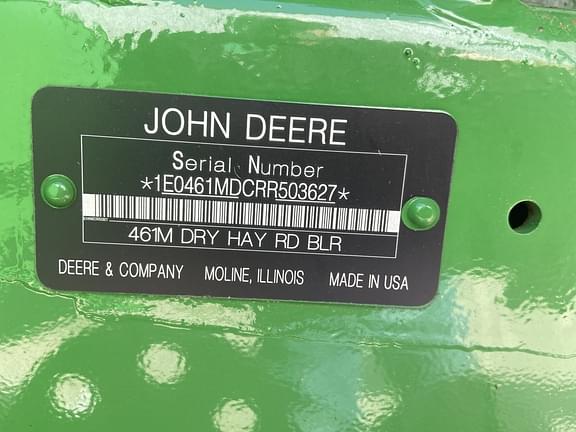 JOHN DEERE
Serial Number
*1E0461MDCRR503627*
461M DRY HAY RD BLR
DEERE & COMPANY MOLINE, ILLINOIS MADE IN USA